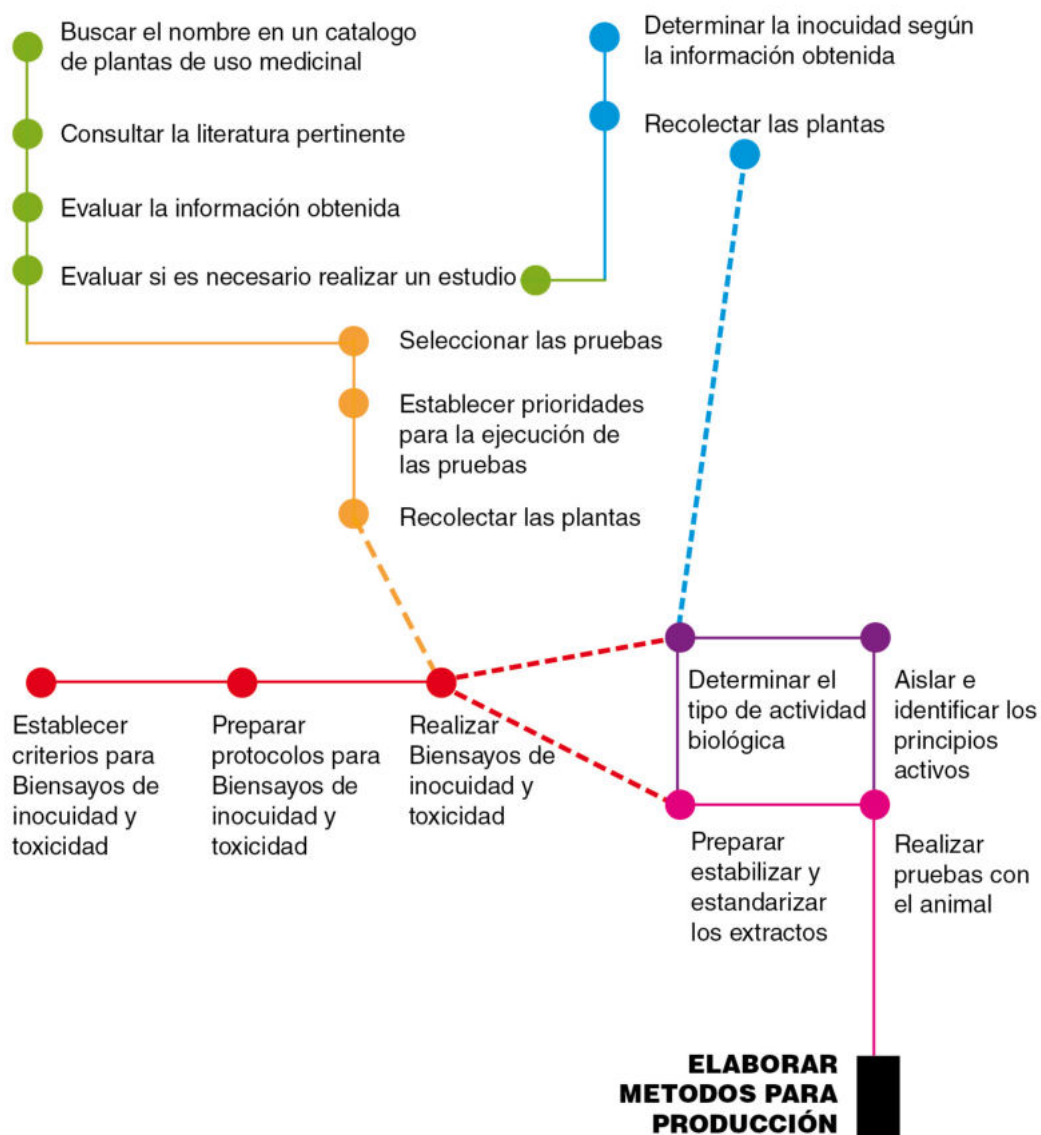 Buscar el nombre en un catalogo
de plantas de uso medicinal
Consultar la literatura pertinente
Evaluar la información obtenida
Evaluar si es necesario realizar un estudio
Determinar la inocuidad según
la información obtenida
Recolectar las plantas
Seleccionar las pruebas
Establecer prioridades
para la ejecución de
las pruebas
Recolectar las plantas
Establecer
criterios para
Biensayos de
inocuidad y
toxicidad
Preparar
protocolos para
Biensayos de
inocuidad y
toxicidad
Realizar
Biensayos de
inocuidad y
toxicidad
Determinar el
tipo de actividad
biológica
Aislar e
identificar los
principios
activos
Preparar
estabilizar y
estandarizar
los extractos
Realizar
pruebas con
el animal
ELABORAR
METODOS PARA
PRODUCCIÓN